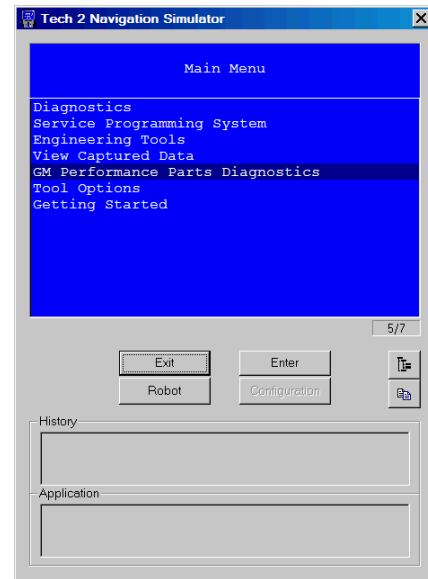 Tech 2 Navigation Simulator
Main Menu
Diagnostics
Service Programming System
Engineering Tools
View Captured Data
GM Performance Parts Diagnostics
Tool Options
Getting Started
5/7
Exit
Enter
Robot
Configuration
History
Application